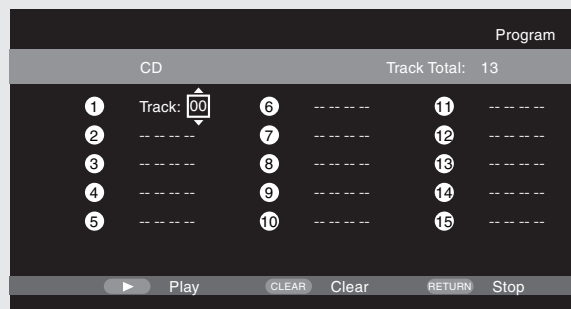 Program
CD Track Total: 13
1 Track: 00 6 -- -- -- -- 11 -- -- -- --
2 -- -- -- -- 7 -- -- -- -- 12 -- -- -- --
3 -- -- -- -- 8 -- -- -- -- 13 -- -- -- --
4 -- -- -- -- 9 -- -- -- -- 14 -- -- -- --
5 -- -- -- -- 10 -- -- -- -- 15 -- -- -- --
Play CLEAR Clear RETURN Stop